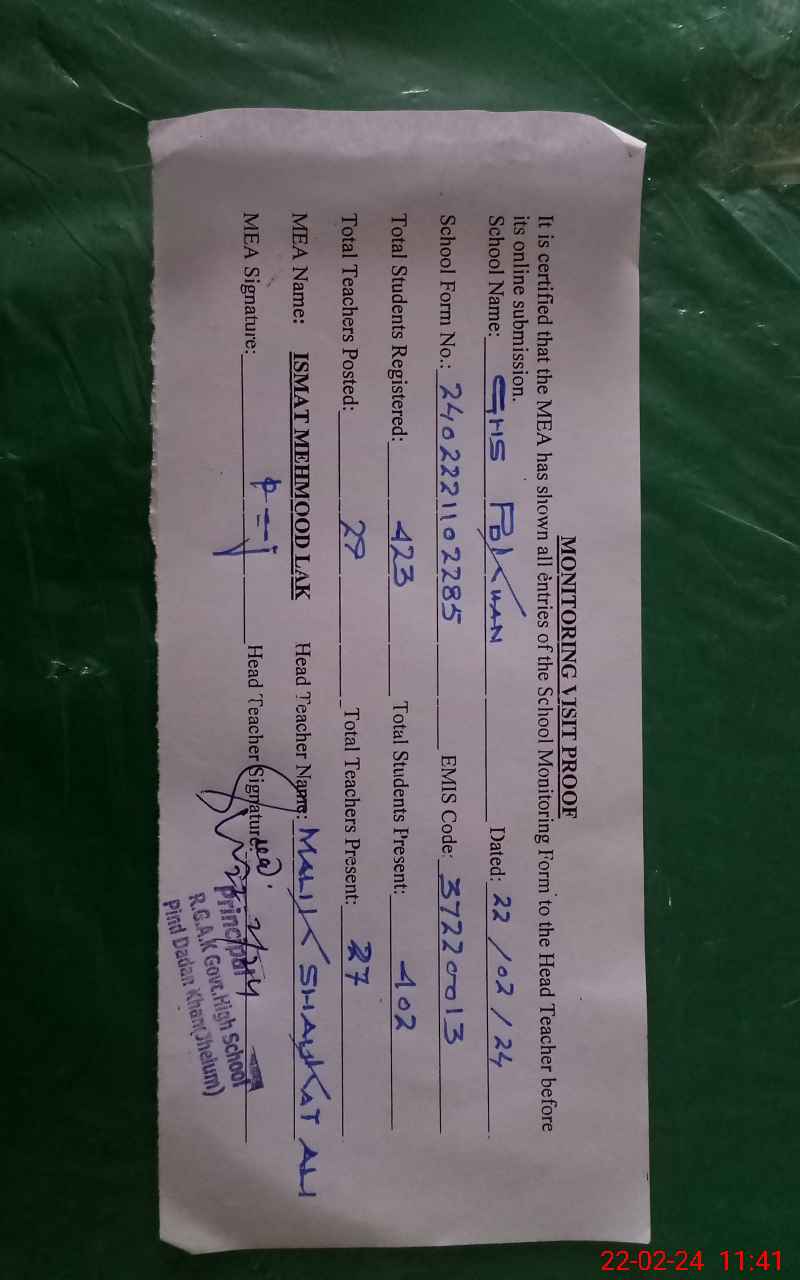 MONITORING VISIT PROOF
It is certified that the MEA has shown all entries of the School Monitoring Form to the Head Teacher before
its online submission.
School Name: GHS PD KHAN Dated: 22/02/24
School Form No.: 2402221102285 EMIS Code: 37220013
Total Students Registered: 423 Total Students Present: 402
Total Teachers Posted: 29 Total Teachers Present: 27
MEA Name: ISMAT MEHMOOD LAK Head Teacher Name: MALIK SHAUKAT ALI
MEA Signature: Head Teacher Signature:
Principal
R.G.A.K Govt. High School
Pind Dadan Khan (Jhelum)
22-02-24 11:41